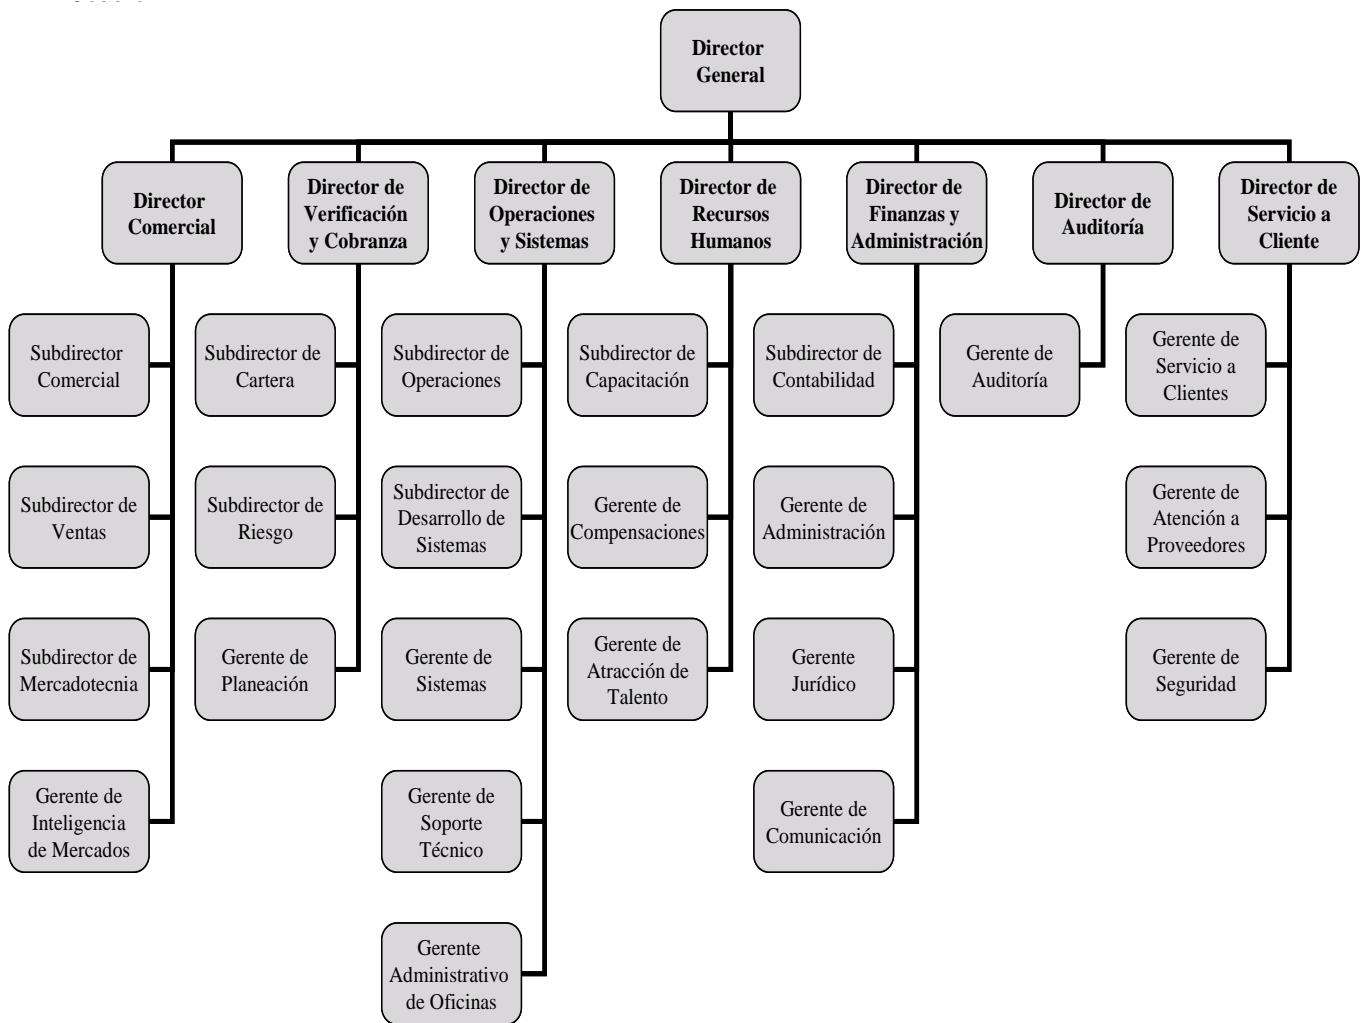 Director
General
Director
Comercial
Director de
Verificación
y Cobranza
Director de
Operaciones
y Sistemas
Director de
Recursos
Humanos
Director de
Finanzas y
Administración
Director de
Auditoría
Director de
Servicio a
Cliente
Subdirector
Comercial
Subdirector de
Cartera
Subdirector de
Operaciones
Subdirector de
Capacitación
Subdirector de
Contabilidad
Gerente de
Auditoría
Gerente de
Servicio a
Clientes
Subdirector de
Ventas
Subdirector de
Riesgo
Subdirector de
Desarrollo de
Sistemas
Gerente de
Compensaciones
Gerente de
Administración
Gerente de
Atención a
Proveedores
Subdirector de
Mercadotecnia
Gerente de
Planeación
Gerente de
Sistemas
Gerente de
Atracción de
Talento
Gerente
Jurídico
Gerente de
Seguridad
Gerente de
Inteligencia
de Mercados
Gerente de
Soporte
Técnico
Gerente de
Comunicación
Gerente
Administrativo
de Oficinas